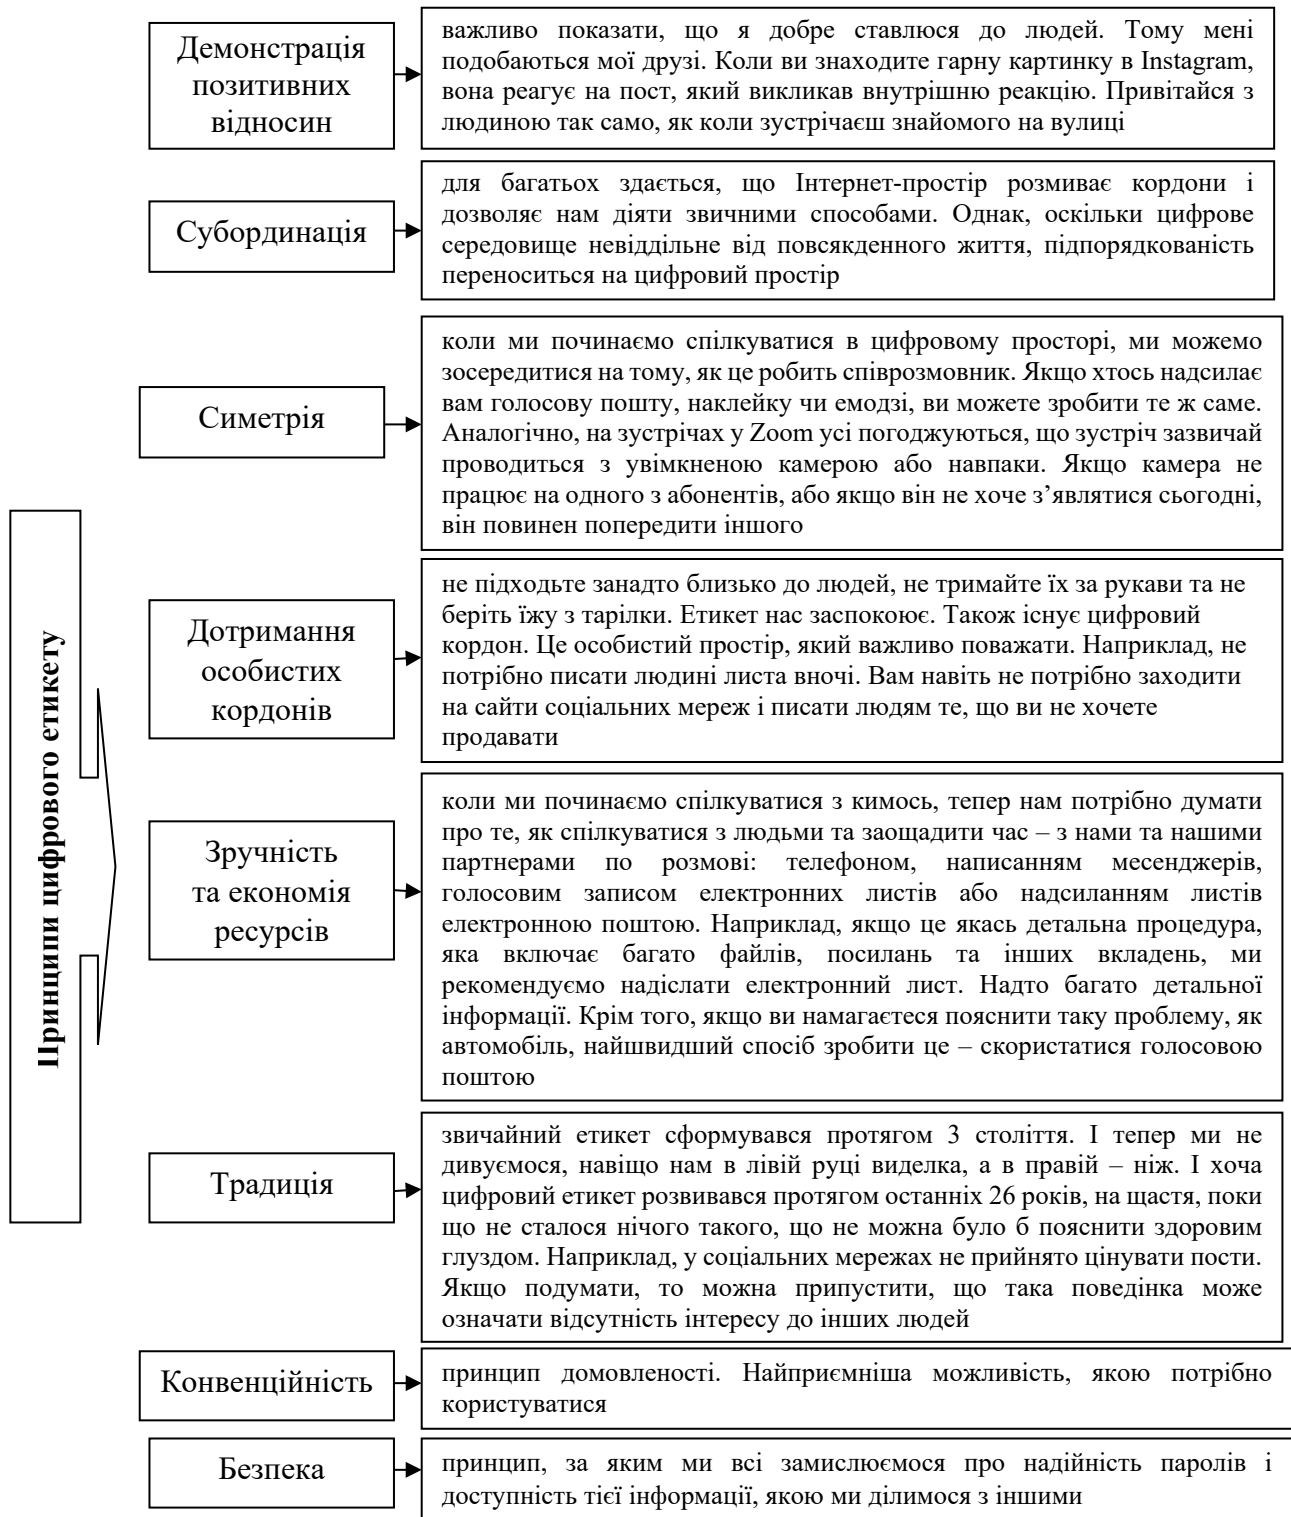 Принципи цифрового етикету
Демонстрація
позитивних
відносин
важливо показати, що я добре ставлюся до людей. Тому мені
подобаються мої друзі. Коли ви знаходите гарну картинку в Instagram,
вона реагує на пост, який викликав внутрішню реакцію. Привітайся з
людиною так само, як коли зустрічаєш знайомого на вулиці
Субординація
для багатьох здається, що Інтернет-простір розмиває кордони і
дозволяє нам діяти звичними способами. Однак, оскільки цифрове
середовище невіддільне від повсякденного життя, підпорядкованість
переноситься на цифровий простір
Симетрія
коли ми починаємо спілкуватися в цифровому просторі, ми можемо
зосередитися на тому, як це робить співрозмовник. Якщо хтось надсилає
вам голосову пошту, наклейку чи емодзі, ви можете зробити те ж саме.
Аналогічно, на зустрічах у Zoom усі погоджуються, що зустріч зазвичай
проводиться з увімкненою камерою або навпаки. Якщо камера не
працює на одного з абонентів, або якщо він не хоче з’являтися сьогодні,
він повинен попередити іншого
Дотримання
особистих
кордонів
не підходьте занадто близько до людей, не тримайте їх за рукави та не
беріть їжу з тарілки. Етикет нас заспокоює. Також існує цифровий
кордон. Це особистий простір, який важливо поважати. Наприклад, не
потрібно писати людині листа вночі. Вам навіть не потрібно заходити
на сайти соціальних мереж і писати людям те, що ви не хочете
продавати
Зручність
та економія
ресурсів
коли ми починаємо спілкуватися з кимось, тепер нам потрібно думати
про те, як спілкуватися з людьми та заощадити час – з нами та нашими
партнерами по розмові: телефоном, написанням месенджерів,
голосовим записом електронних листів або надсиланням листів
електронною поштою. Наприклад, якщо це якась детальна процедура,
яка включає багато файлів, посилань та інших вкладень, ми
рекомендуємо надіслати електронний лист. Надто багато детальної
інформації. Крім того, якщо ви намагаєтеся пояснити таку проблему, як
автомобіль, найшвидший спосіб зробити це – скористатися голосовою
поштою
Традиція
звичайний етикет сформувався протягом 3 століття. І тепер ми не
дивуємося, навіщо нам в лівій руці виделка, а в правій – ніж. І хоча
цифровий етикет розвивався протягом останніх 26 років, на щастя, поки
що не сталося нічого такого, що не можна було б пояснити здоровим
глуздом. Наприклад, у соціальних мережах не прийнято цінувати пости.
Якщо подумати, то можна припустити, що така поведінка може
означати відсутність інтересу до інших людей
Конвенційність
принцип домовленості. Найприємніша можливість, якою потрібно
користуватися
Безпека
принцип, за яким ми всі замислюємося про надійність паролів і
доступність тієї інформації, якою ми ділимося з іншими